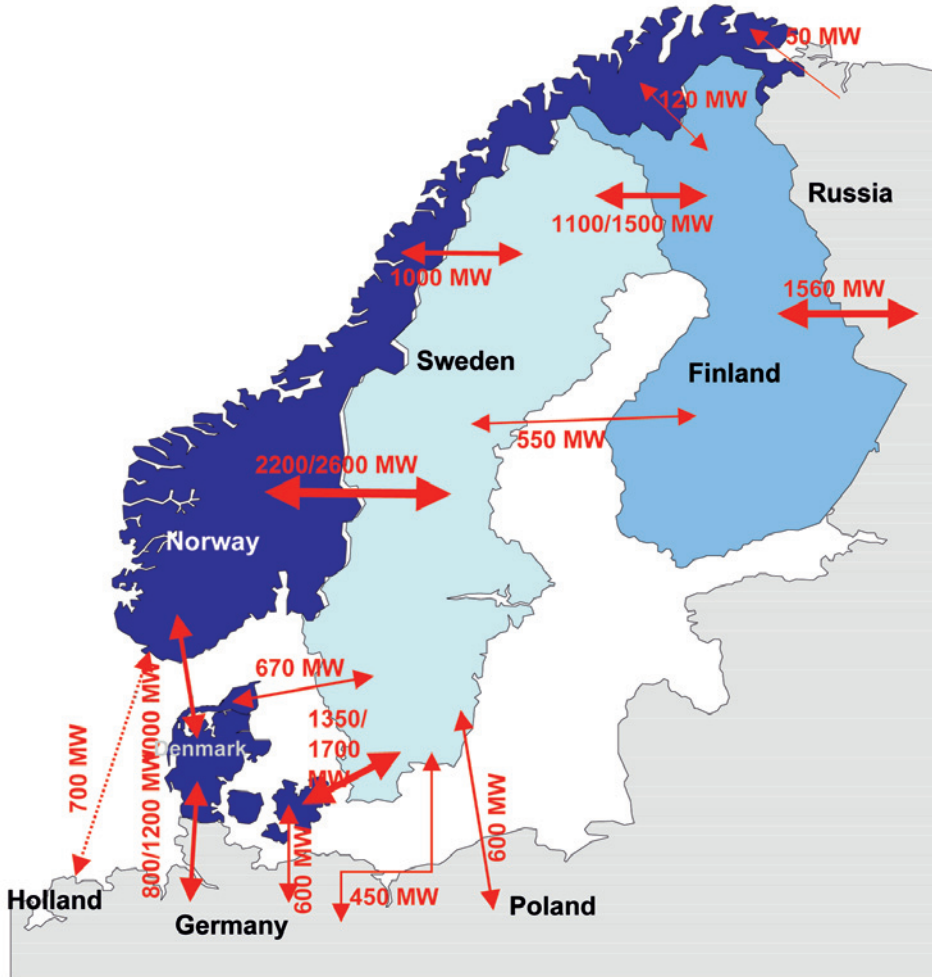 50 MW
120 MW
Russia
1100/1500 MW
1000 MW
1560 MW
Sweden
Finland
550 MW
2200/2600 MW
Norway
670 MW
1350/
1700
MW
1000 MW
700 MW
Denmark
800/1200 MW
600 MW
600 MW
450 MW
Holland
Germany
Poland